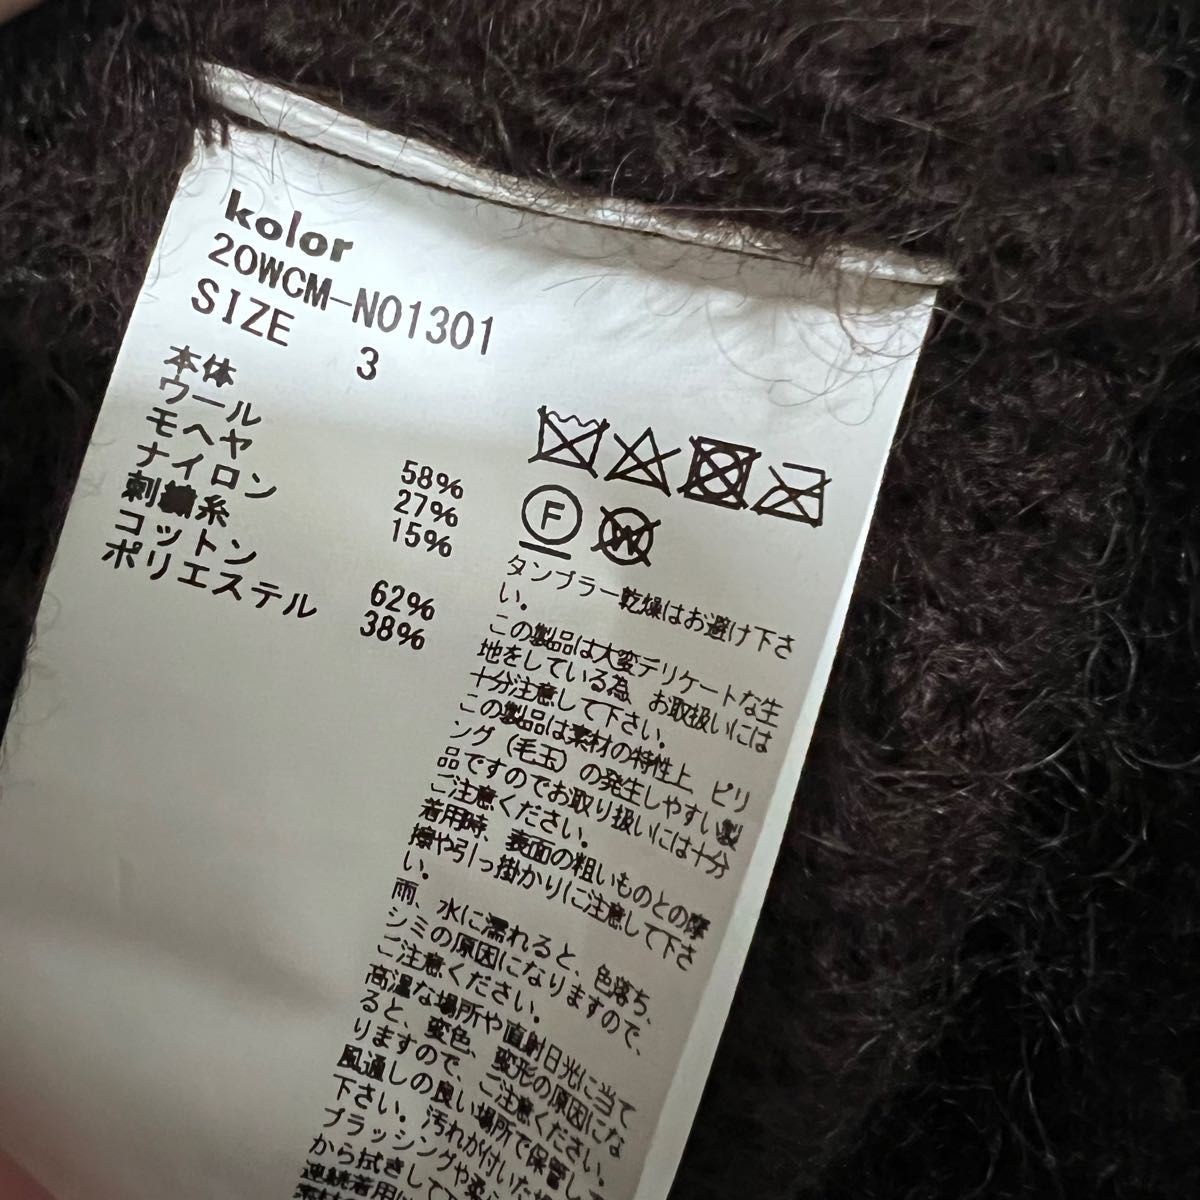 kolor
20WCM-N01301
SIZE 3
本体
ウール 58%
モヘヤ 27%
ナイロン 15%
刺繍糸
コットン 62%
ポリエステル 38%
F
W
タンブラー乾燥はお避け下さ
い。
この製品は大変デリケートな生
地をしている為、お取扱いには
十分注意して下さい。
この製品は素材の特性上、ピリ
ング(毛玉)の発生しやすい製
品ですのでお取り扱いには十分
ご注意ください。
着用時、表面の粗いものとの摩
擦や引っ掛かりに注意して下さ
い。
雨、水に濡れると、色落ち、
シミの原因になりますので、
ご注意ください。
高温な場所や直射日光に当て
ると、変色、変形の原因にな
りますので、ご注意ください。
風通しの良い場所で保管して
下さい。汚れが付いた場
ブラッシングや柔ら
から拭きして下
連続着用は